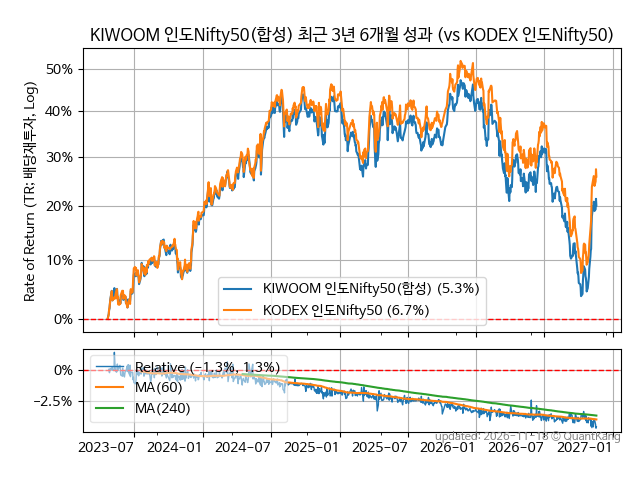 KIWOOM 인도Nifty50(합성) 최근 3년 6개월 성과 (vs KODEX 인도Nifty50)
Rate of Return (TR: 배당재투자, Log)
50%
40%
30%
20%
10%
0%
KIWOOM 인도Nifty50(합성) (5.3%)
KODEX 인도Nifty50 (6.7%)
0%
−2.5%
Relative (−1.3%, 1.3%)
MA(60)
MA(240)
updated: 2026-11-18 © QuantKang
2023−07 2024−01 2024−07 2025−01 2025−07 2026−01 2026−07 2027−01